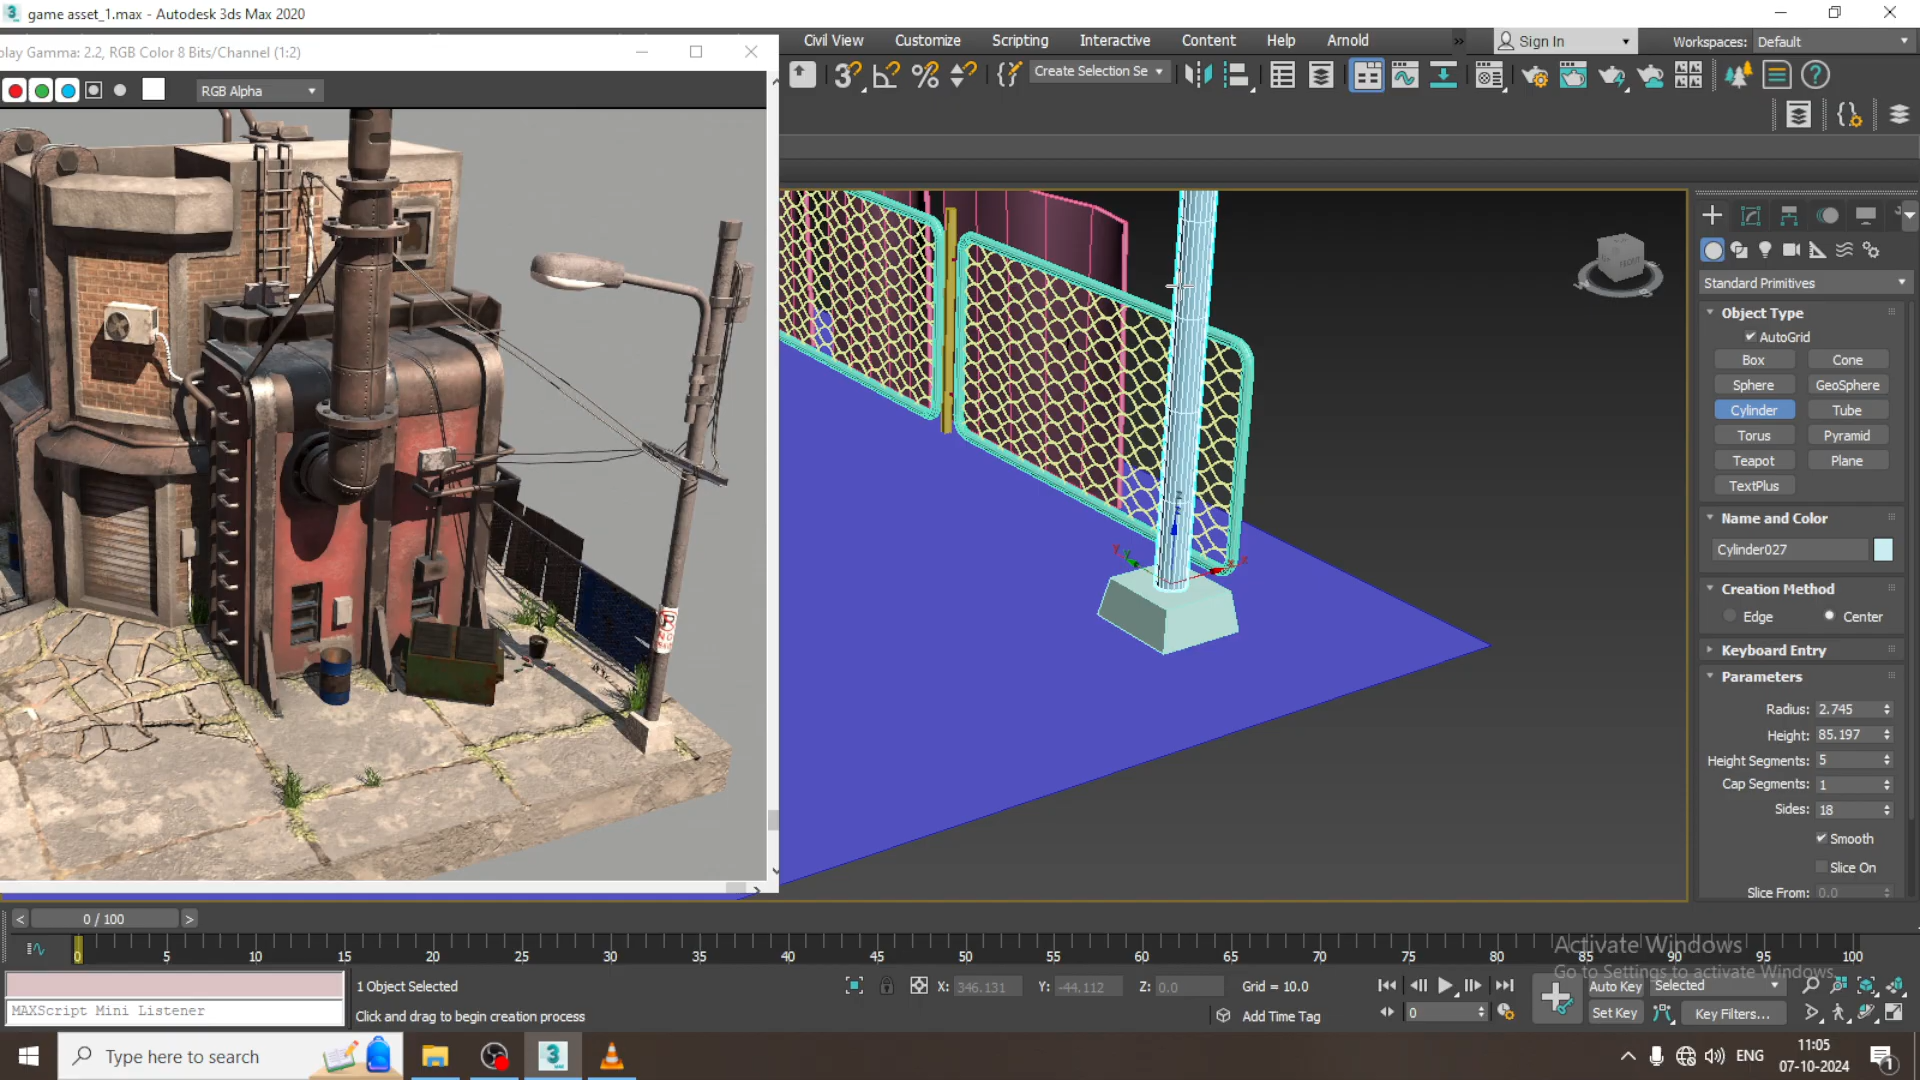 game asset_1.max - Autodesk 3ds Max 2020
play Gamma: 2.2, RGB Color 8 Bits/Channel (1:2)
Civil View
Customize
Scripting
Interactive
Content
Help
Arnold
Sign In
Workspaces: Default
RGB Alpha
Create Selection Se
Standard Primitives
Object Type
AutoGrid
Box
Cone
Sphere
GeoSphere
Cylinder
Tube
Torus
Pyramid
Teapot
Plane
TextPlus
Name and Color
Cylinder027
Creation Method
Edge
Center
Keyboard Entry
Parameters
Radius: 2.745
Height: 85.197
Height Segments: 5
Cap Segments: 1
Sides: 18
Smooth
Slice On
Slice From: 0.0
0 / 100
0 5 10 15 20 25 30 35 40 45 50 55 60 65 70 75 80 85 90 95 100
Activate Windows
Go to Settings to activate Windows.
1 Object Selected
X: 346.131
Y: -44.112
Z: 0.0
Grid = 10.0
Auto Key
Selected
MAXScript Mini Listener
Click and drag to begin creation process
Add Time Tag
0
Set Key
Key Filters...
Type here to search
ENG
11:05
07-10-2024
1